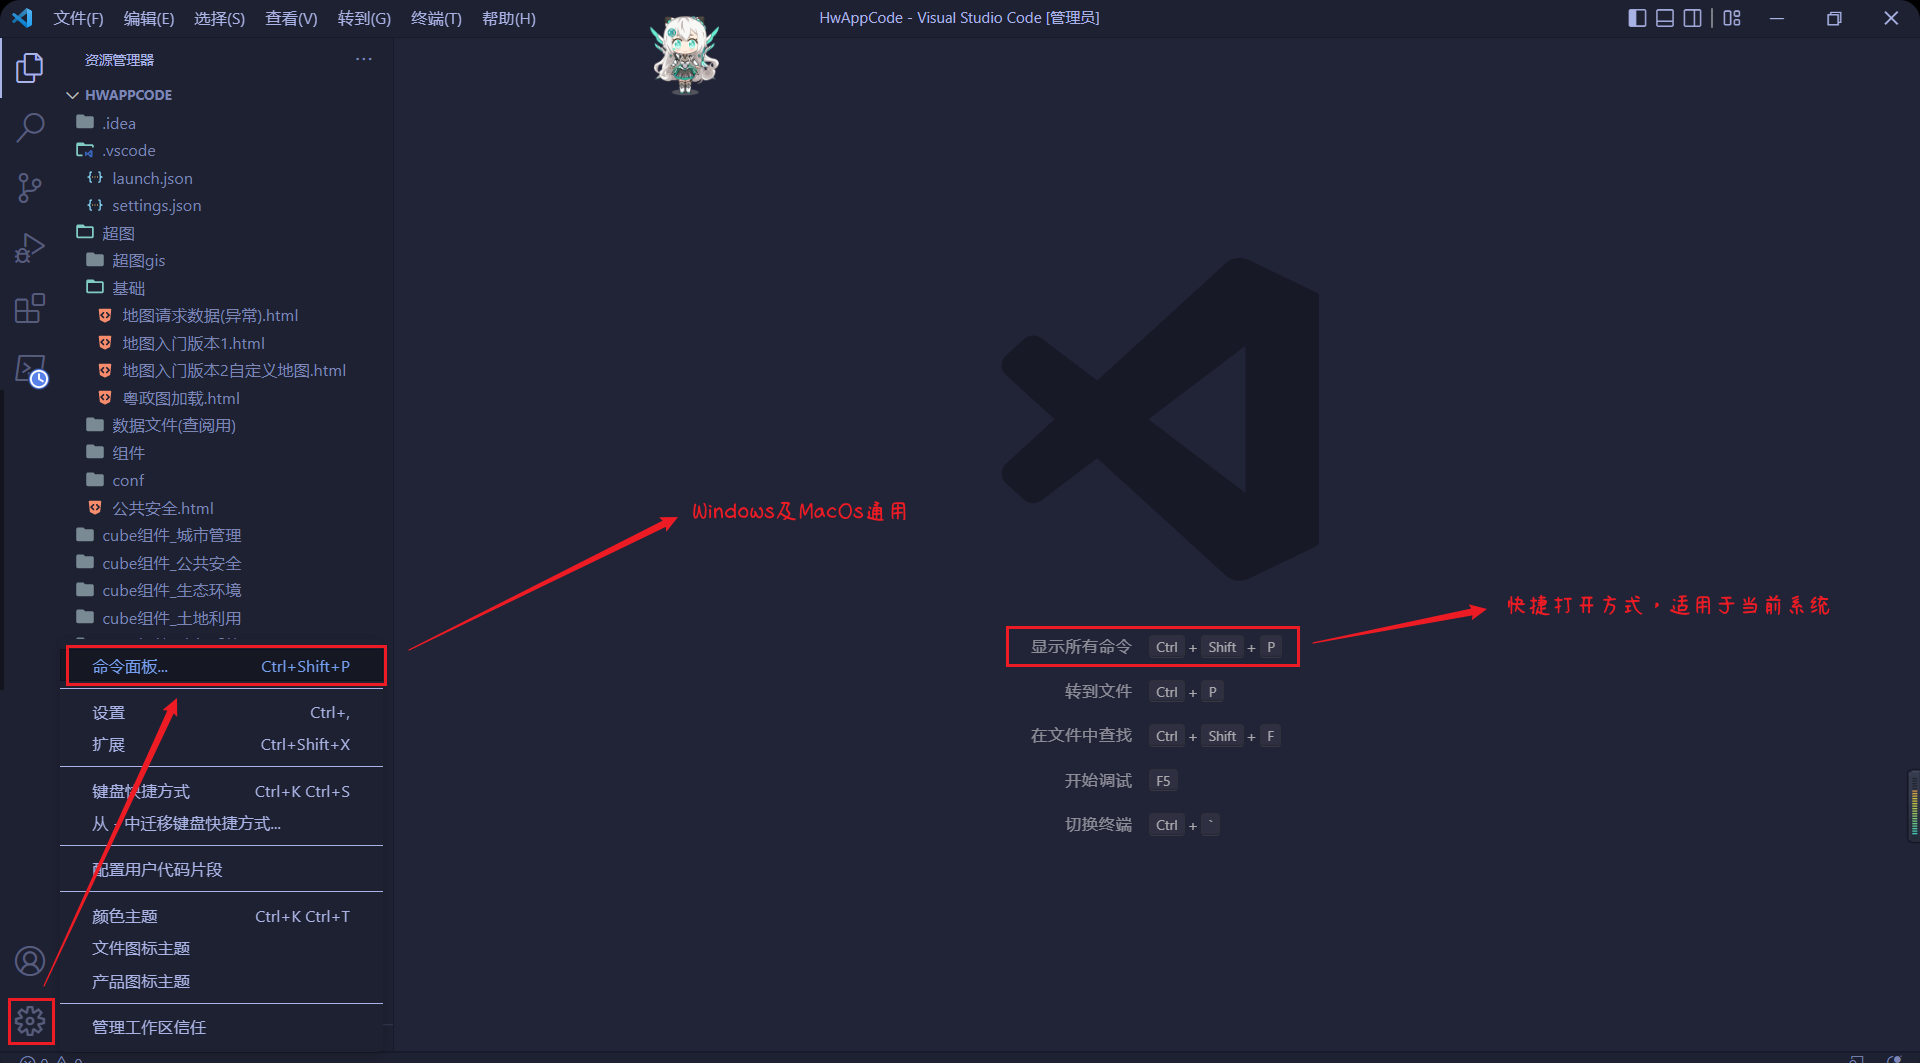 文件(F) 编辑(E) 选择(S) 查看(V) 转到(G) 终端(T) 帮助(H)
HwAppCode - Visual Studio Code [管理员]
资源管理器
HWAPPCODE
.idea
.vscode
launch.json
settings.json
超图
超图gis
基础
地图请求数据(异常).html
地图入门版本1.html
地图入门版本2自定义地图.html
粤政图加载.html
数据文件(查阅用)
组件
conf
公共安全.html
cube组件_城市管理
cube组件_公共安全
cube组件_生态环境
cube组件_土地利用
命令面板... Ctrl+Shift+P
设置 Ctrl+,
扩展 Ctrl+Shift+X
键盘快捷方式 Ctrl+K Ctrl+S
从 - 中迁移键盘快捷方式...
配置用户代码片段
颜色主题 Ctrl+K Ctrl+T
文件图标主题
产品图标主题
管理工作区信任
Windows及MacOs通用
快捷打开方式，适用于当前系统
显示所有命令 Ctrl + Shift + P
转到文件 Ctrl + P
在文件中查找 Ctrl + Shift + F
开始调试 F5
切换终端 Ctrl + `